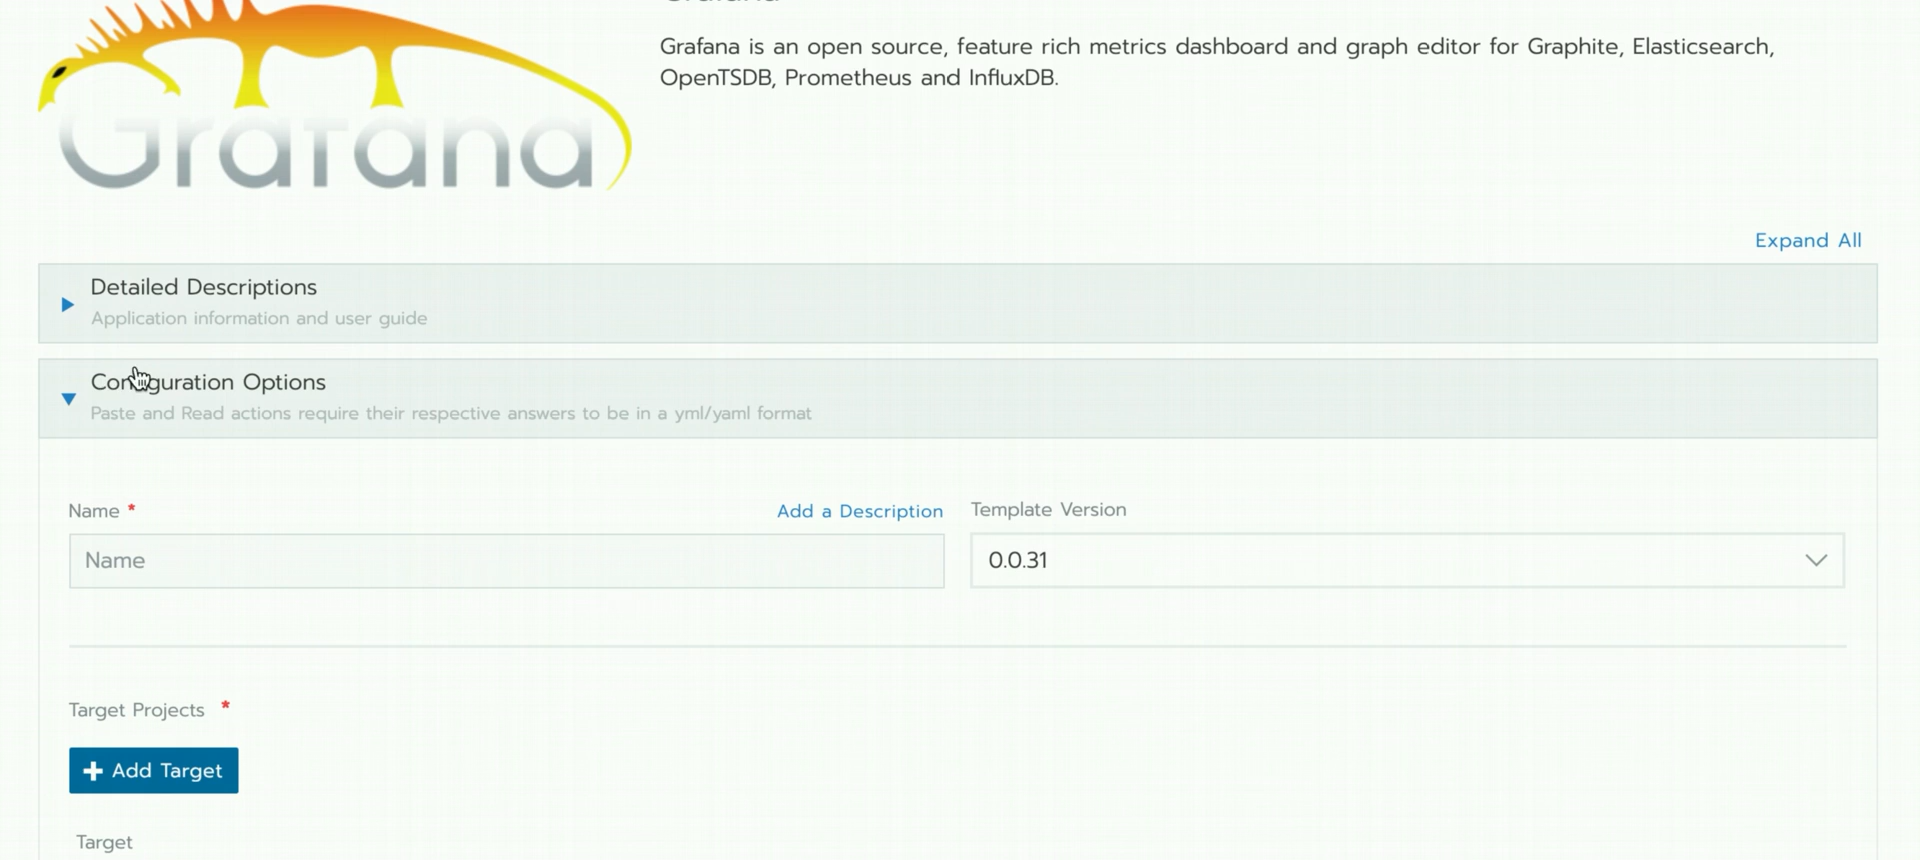 Grafana
Grafana is an open source, feature rich metrics dashboard and graph editor for Graphite, Elasticsearch,
OpenTSDB, Prometheus and InfluxDB.
Grafana
Expand All
Detailed Descriptions
Application information and user guide
Configuration Options
Paste and Read actions require their respective answers to be in a yml/yaml format
Name *
Add a Description
Template Version
Name
0.0.31
Target Projects *
+ Add Target
Target